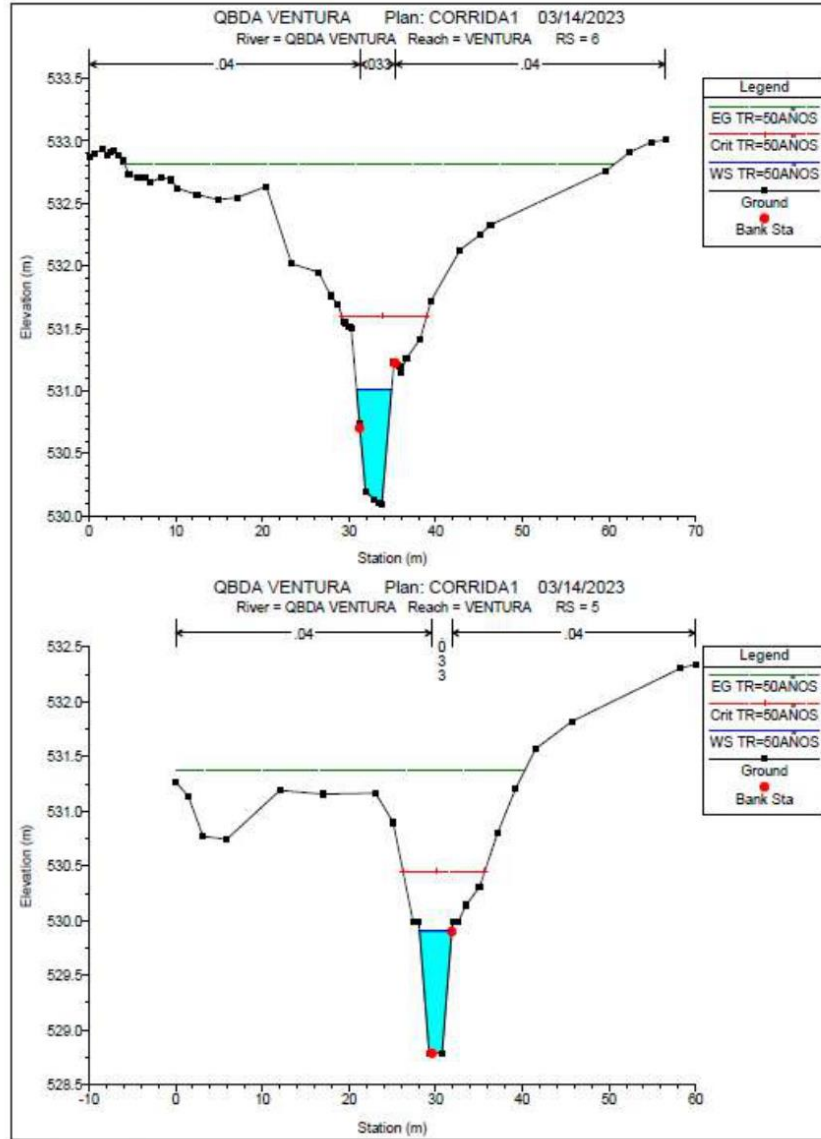 QBDA VENTURA Plan: CORRIDA1 03/14/2023
River = QBDA VENTURA Reach = VENTURA RS = 6
.04 .033 .04
533.5
533.0
532.5
532.0
531.5
531.0
530.5
530.0
Elevation (m)
0 10 20 30 40 50 60 70
Station (m)
Legend
EG TR=50AÑOS
Crit TR=50AÑOS
WS TR=50AÑOS
Ground
Bank Sta
QBDA VENTURA Plan: CORRIDA1 03/14/2023
River = QBDA VENTURA Reach = VENTURA RS = 5
.04 .033 .04
532.5
532.0
531.5
531.0
530.5
530.0
529.5
529.0
528.5
Elevation (m)
-10 0 10 20 30 40 50 60
Station (m)
Legend
EG TR=50AÑOS
Crit TR=50AÑOS
WS TR=50AÑOS
Ground
Bank Sta